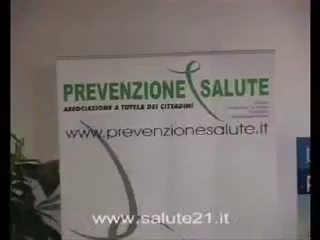 PREVENZIONE SALUTE
ASSOCIAZIONE A TUTELA DEI CITTADINI
www.prevenzionesalute.it
www.salute21.it